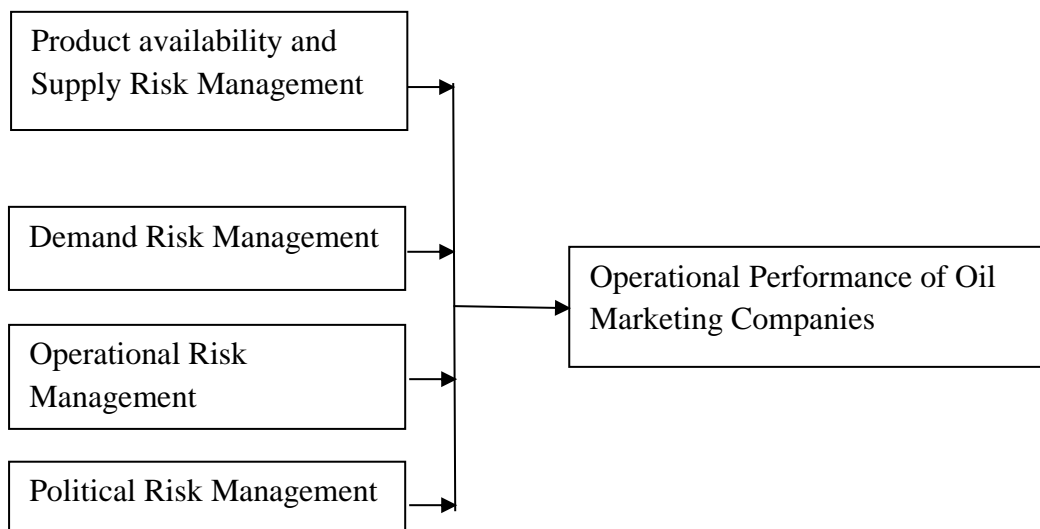 Product availability and
Supply Risk Management
Demand Risk Management
Operational Performance of Oil
Marketing Companies
Operational Risk
Management
Political Risk Management